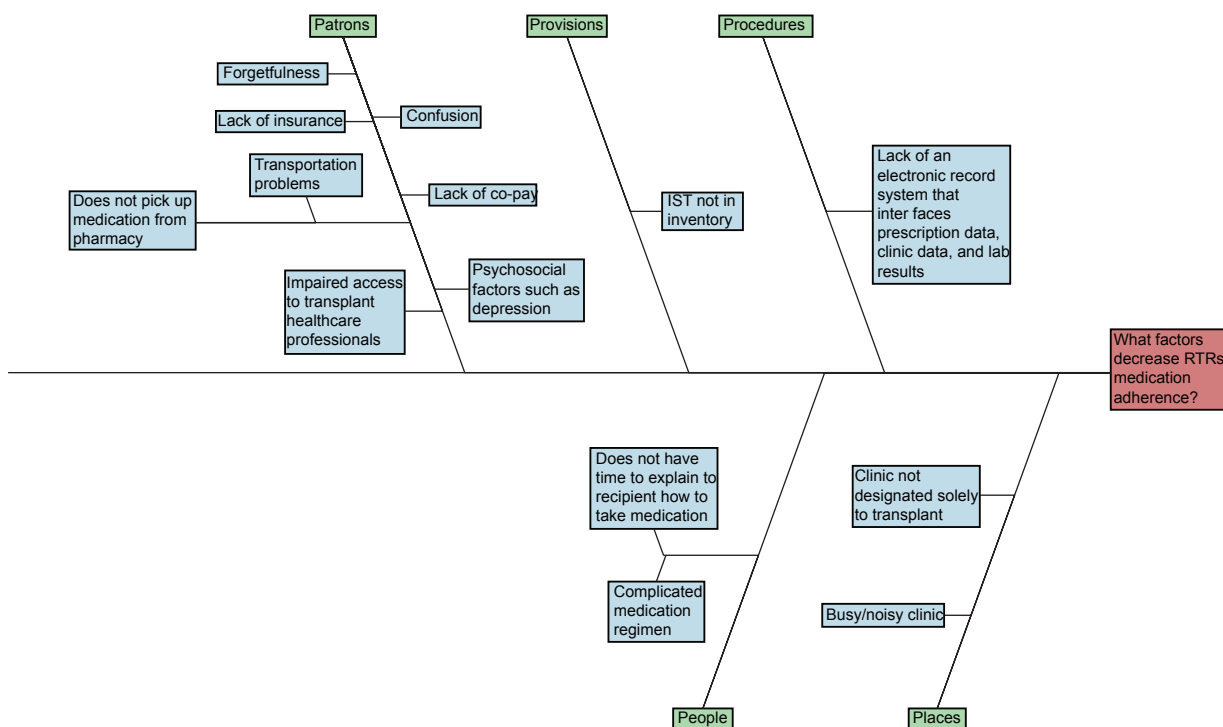 Patrons
Provisions
Procedures
Forgetfulness
Lack of insurance
Confusion
Transportation
problems
Does not pick up
medication from
pharmacy
Lack of co-pay
Impaired access
to transplant
healthcare
professionals
Psychosocial
factors such as
depression
IST not in
inventory
Lack of an
electronic record
system that
inter faces
prescription data,
clinic data, and lab
results
What factors
decrease RTRs
medication
adherence?
Does not have
time to explain to
recipient how to
take medication
Complicated
medication
regimen
Clinic not
designated solely
to transplant
Busy/noisy clinic
People
Places